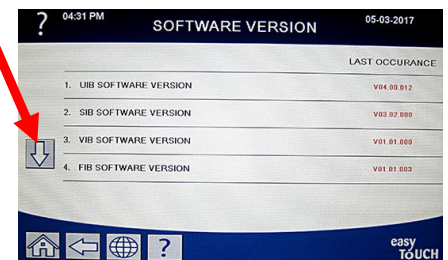 ? 04:31 PM SOFTWARE VERSION 05-03-2017
LAST OCCURANCE
1. UIB SOFTWARE VERSION V04.00.012
2. SIB SOFTWARE VERSION V03.02.000
3. VIB SOFTWARE VERSION V01.01.000
4. FIB SOFTWARE VERSION V01.01.003
?
easy
TOUCH